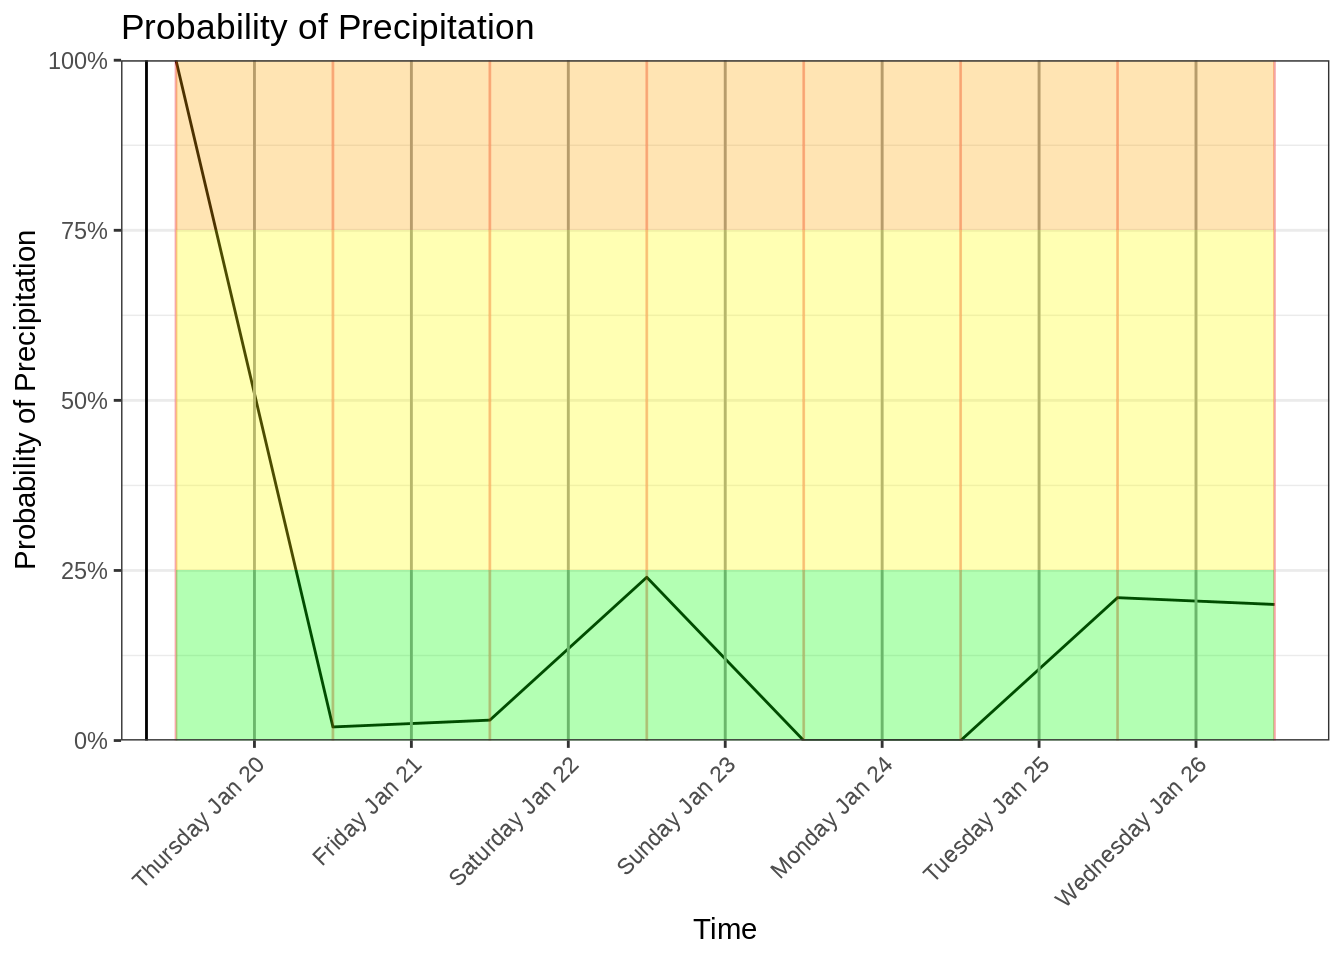 Probability of Precipitation
Probability of Precipitation
100%
75%
50%
25%
0%
Thursday Jan 20
Friday Jan 21
Saturday Jan 22
Sunday Jan 23
Monday Jan 24
Tuesday Jan 25
Wednesday Jan 26
Time